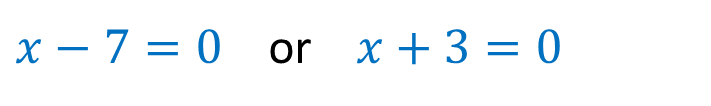 x − 7 = 0 or x + 3 = 0